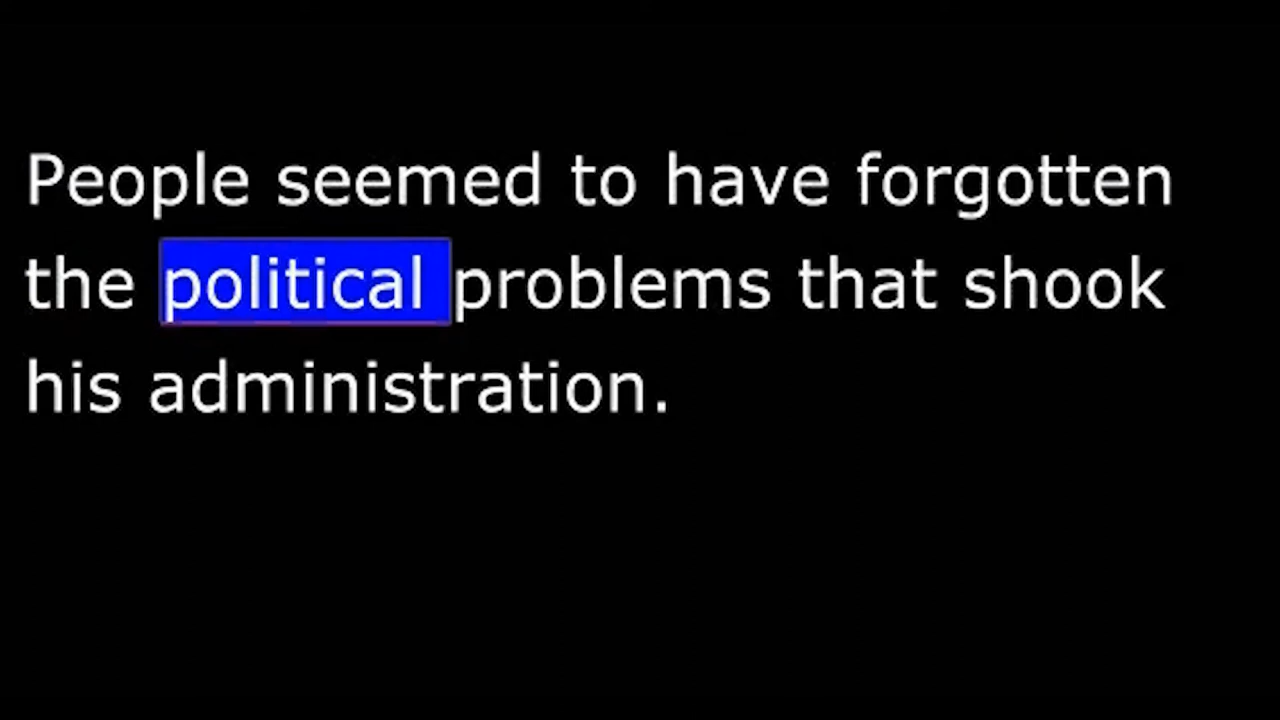 People seemed to have forgotten
the political problems that shook
his administration.